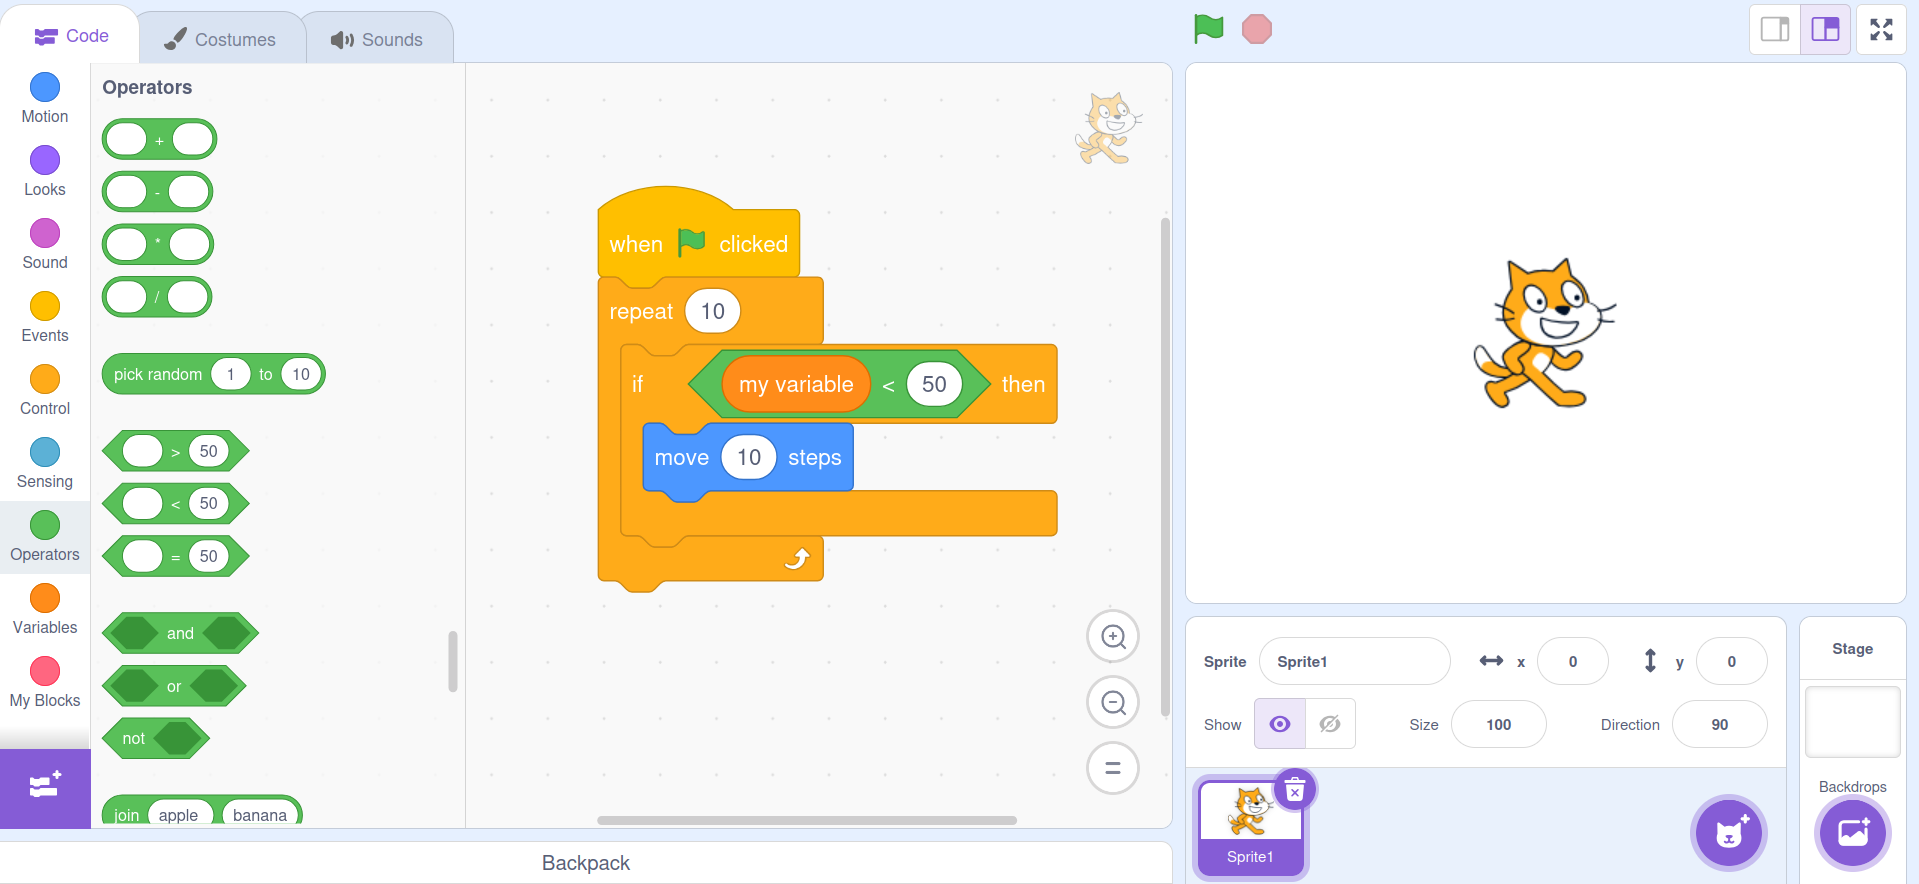 Code
Costumes
Sounds
Motion
Looks
Sound
Events
Control
Sensing
Operators
Variables
My Blocks
Operators
+
-
*
/
pick random 1 to 10
> 50
< 50
= 50
and
or
not
join apple banana
when clicked
repeat 10
if my variable < 50 then
move 10 steps
Backpack
Sprite Sprite1 x 0 y 0
Show Size 100 Direction 90
Sprite1
Stage
Backdrops